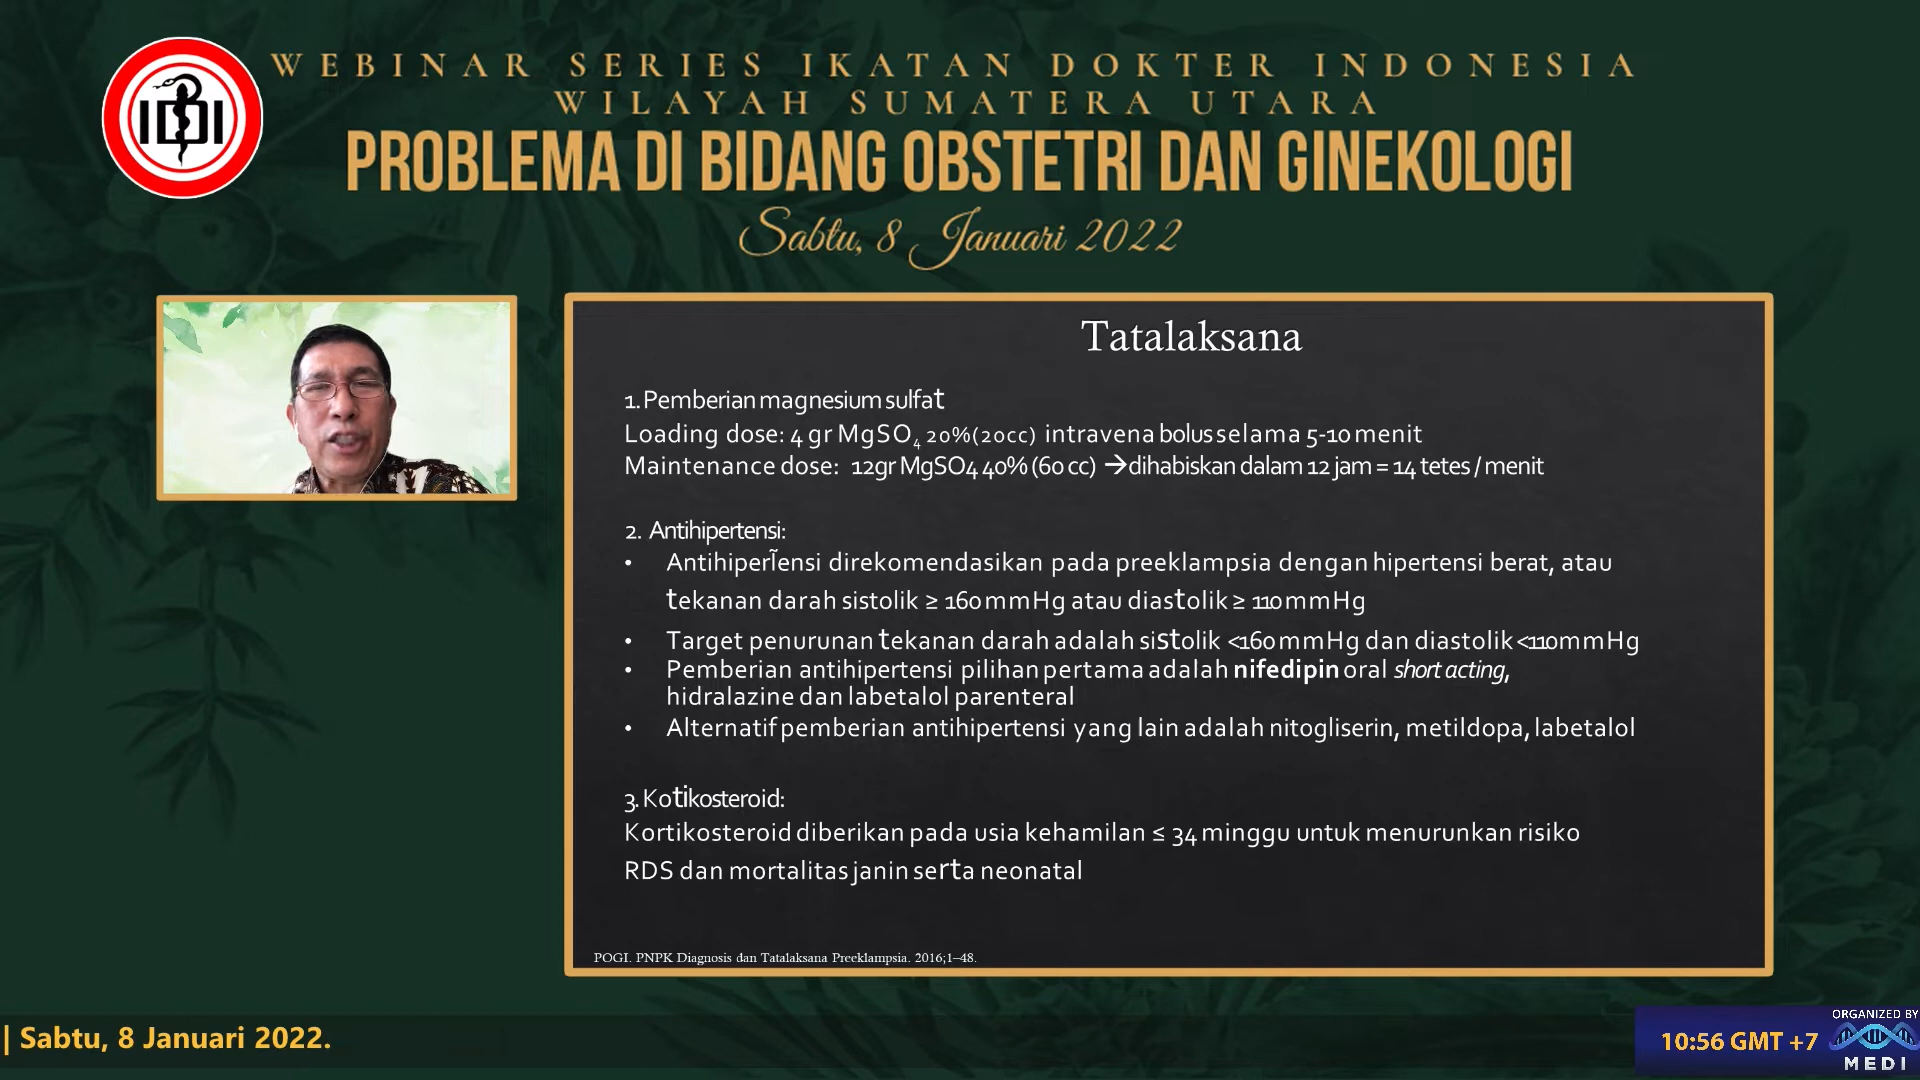 IDI
WEBINAR SERIES IKATAN DOKTER INDONESIA
WILAYAH SUMATERA UTARA
PROBLEMA DI BIDANG OBSTETRI DAN GINEKOLOGI
Sabtu, 8 Januari 2022
Tatalaksana
1. Pemberian magnesium sulfat
Loading dose: 4 gr MgSO4 20%(20cc) intravena bolus selama 5-10 menit
Maintenance dose: 12gr MgSO4 40% (60 cc) →dihabiskan dalam 12 jam = 14 tetes / menit
2. Antihipertensi:
• Antihiper ̃lensi direkomendasikan pada preeklampsia dengan hipertensi berat, atau
tekanan darah sistolik ≥ 160 mmHg atau diastolik ≥ 110 mmHg
• Target penurunan tekanan darah adalah sistolik <160 mmHg dan diastolik <110mmHg
• Pemberian antihipertensi pilihan pertama adalah nifedipin oral short acting,
hidralazine dan labetalol parenteral
• Alternatif pemberian antihipertensi yang lain adalah nitogliserin, metildopa, labetalol
3. Kotikosteroid:
Kortikosteroid diberikan pada usia kehamilan ≤ 34 minggu untuk menurunkan risiko
RDS dan mortalitas janin serta neonatal
POGI. PNPK Diagnosis dan Tatalaksana Preeklampsia. 2016;1–48.
| Sabtu, 8 Januari 2022.
10:56 GMT +7
ORGANIZED BY
MEDI